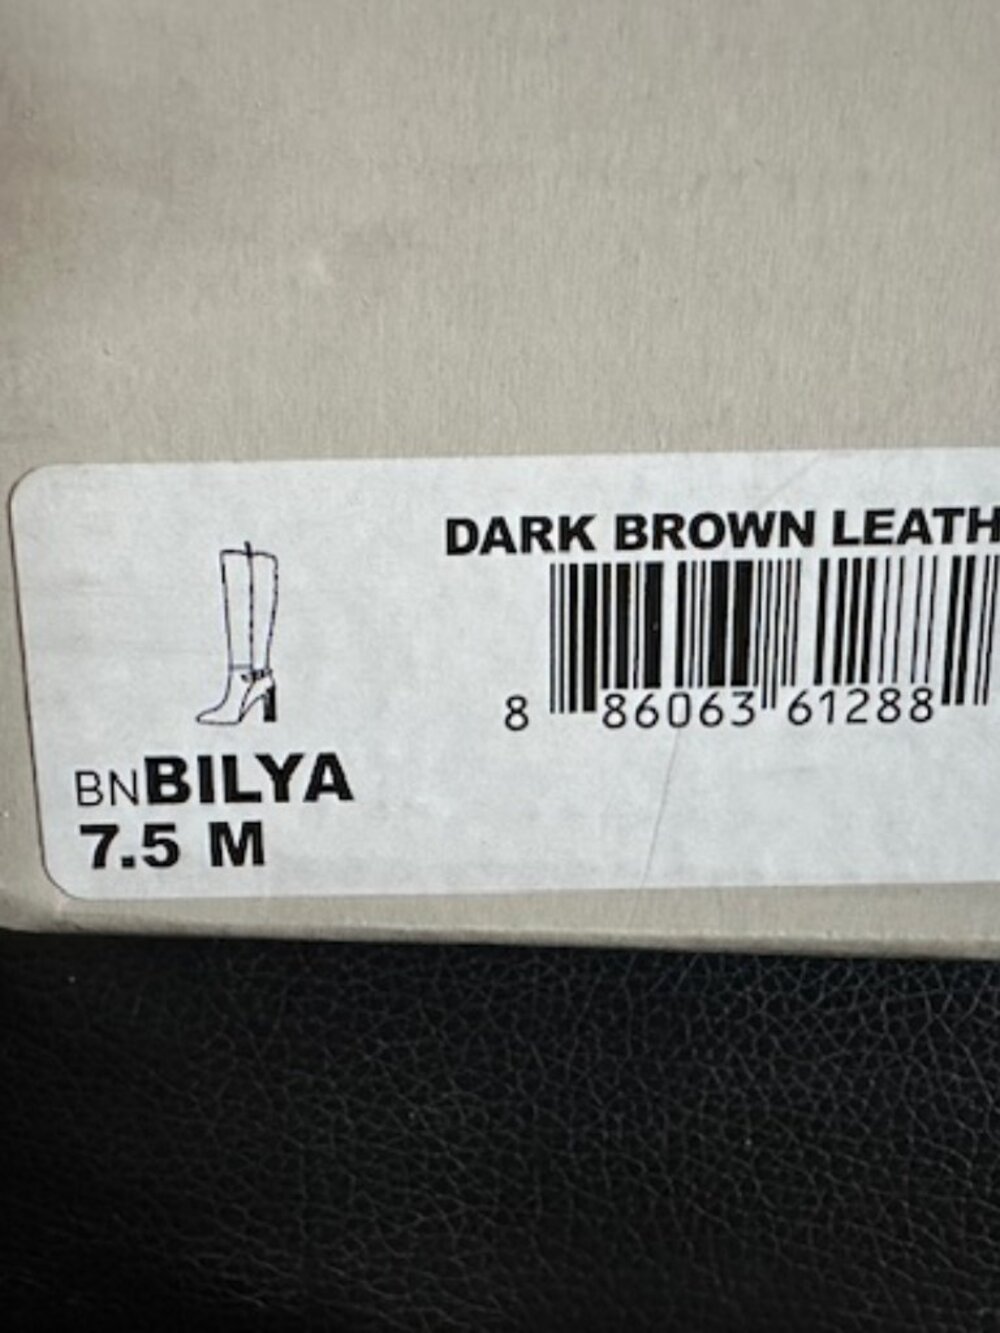 DARK BROWN LEATH
8 86063 61288
BNBILYA
7.5 M